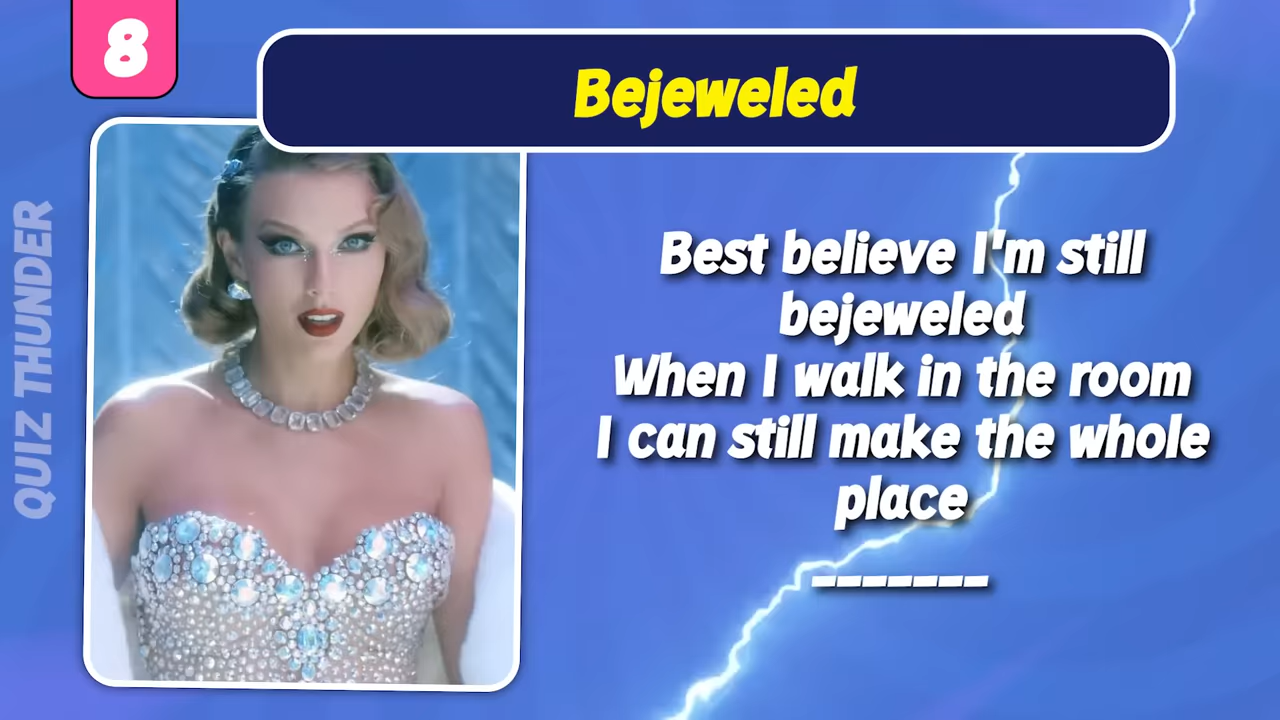 8
Bejeweled
QUIZ THUNDER
Best believe I'm still
bejeweled
When I walk in the room
I can still make the whole
place
_______